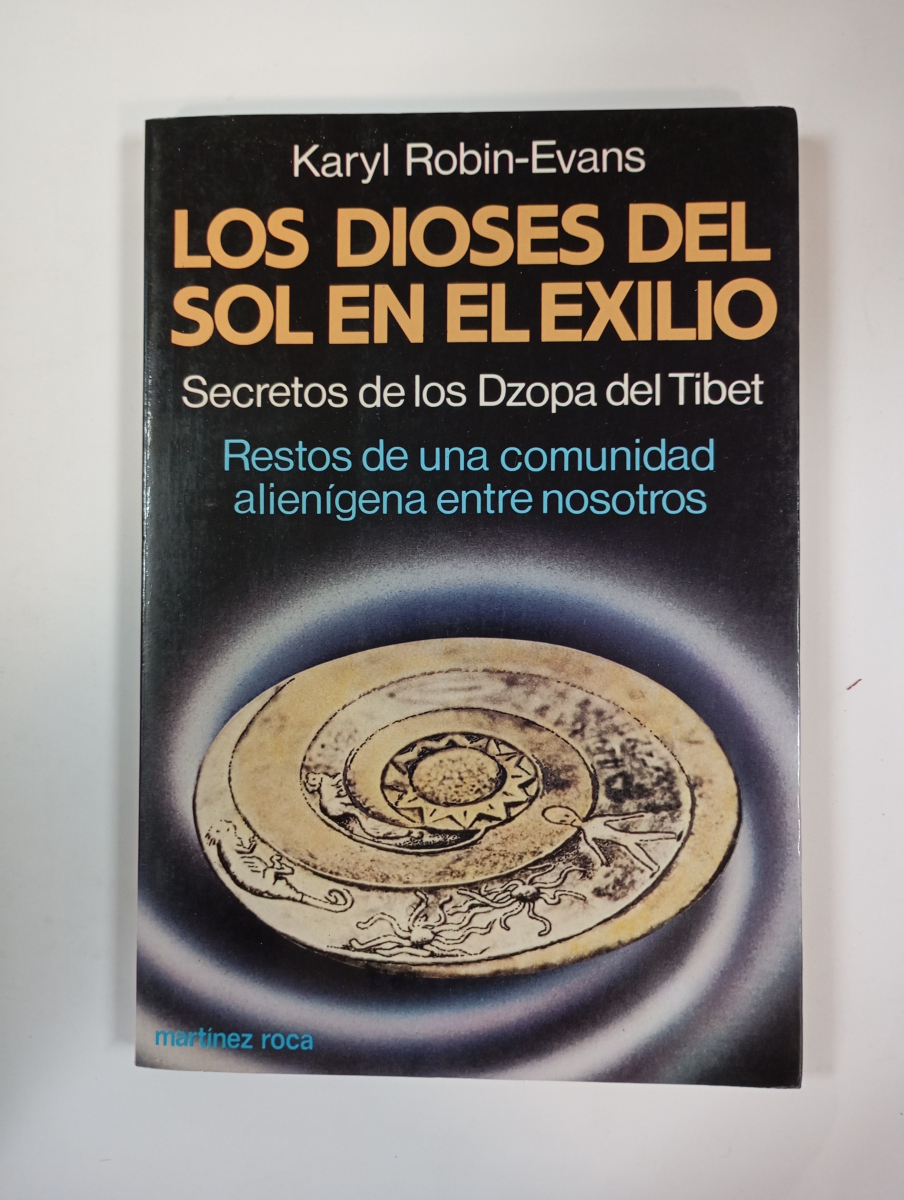 Karyl Robin-Evans
LOS DIOSES DEL
SOL EN EL EXILIO
Secretos de los Dzopa del Tibet
Restos de una comunidad
alienígena entre nosotros
martínez roca